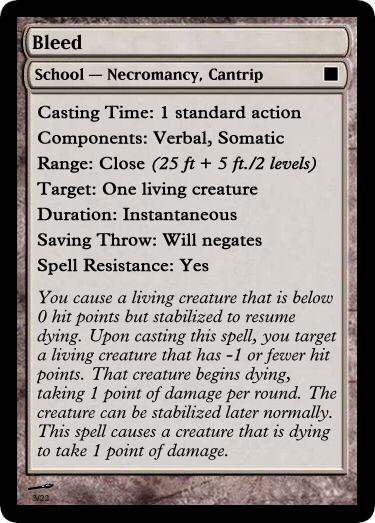 Bleed
School — Necromancy, Cantrip
Casting Time: 1 standard action
Components: Verbal, Somatic
Range: Close (25 ft + 5 ft./2 levels)
Target: One living creature
Duration: Instantaneous
Saving Throw: Will negates
Spell Resistance: Yes
You cause a living creature that is below
0 hit points but stabilized to resume
dying. Upon casting this spell, you target
a living creature that has -1 or fewer hit
points. That creature begins dying,
taking 1 point of damage per round. The
creature can be stabilized later normally.
This spell causes a creature that is dying
to take 1 point of damage.
3/22